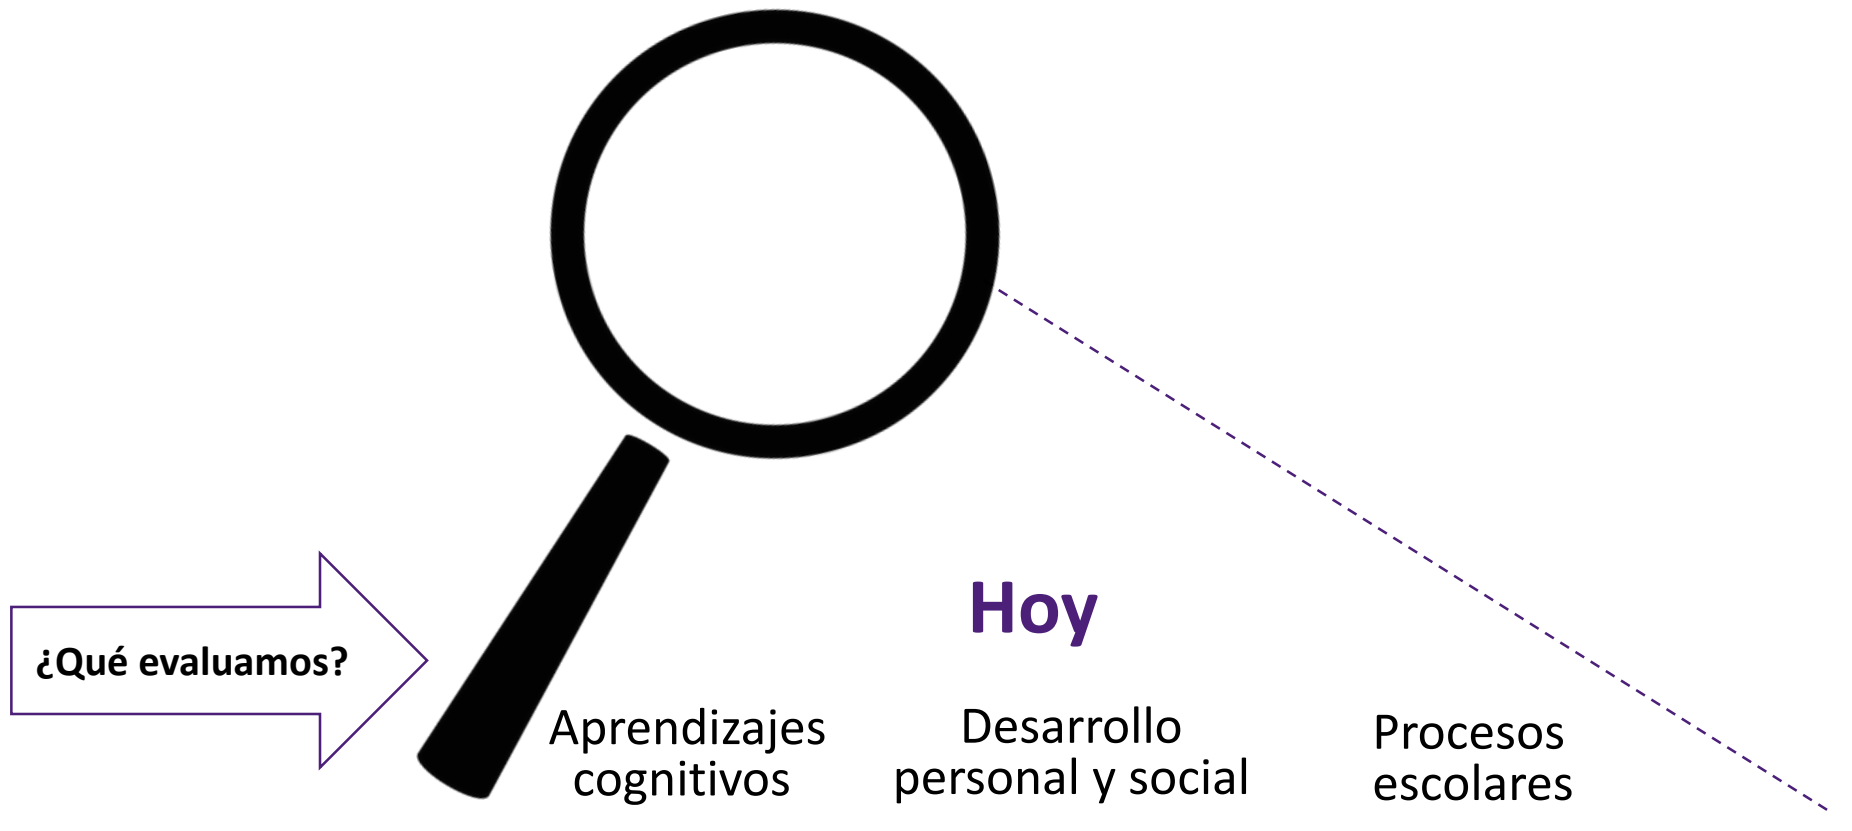 Hoy
¿Qué evaluamos?
Aprendizajes
cognitivos
Desarrollo
personal y social
Procesos
escolares